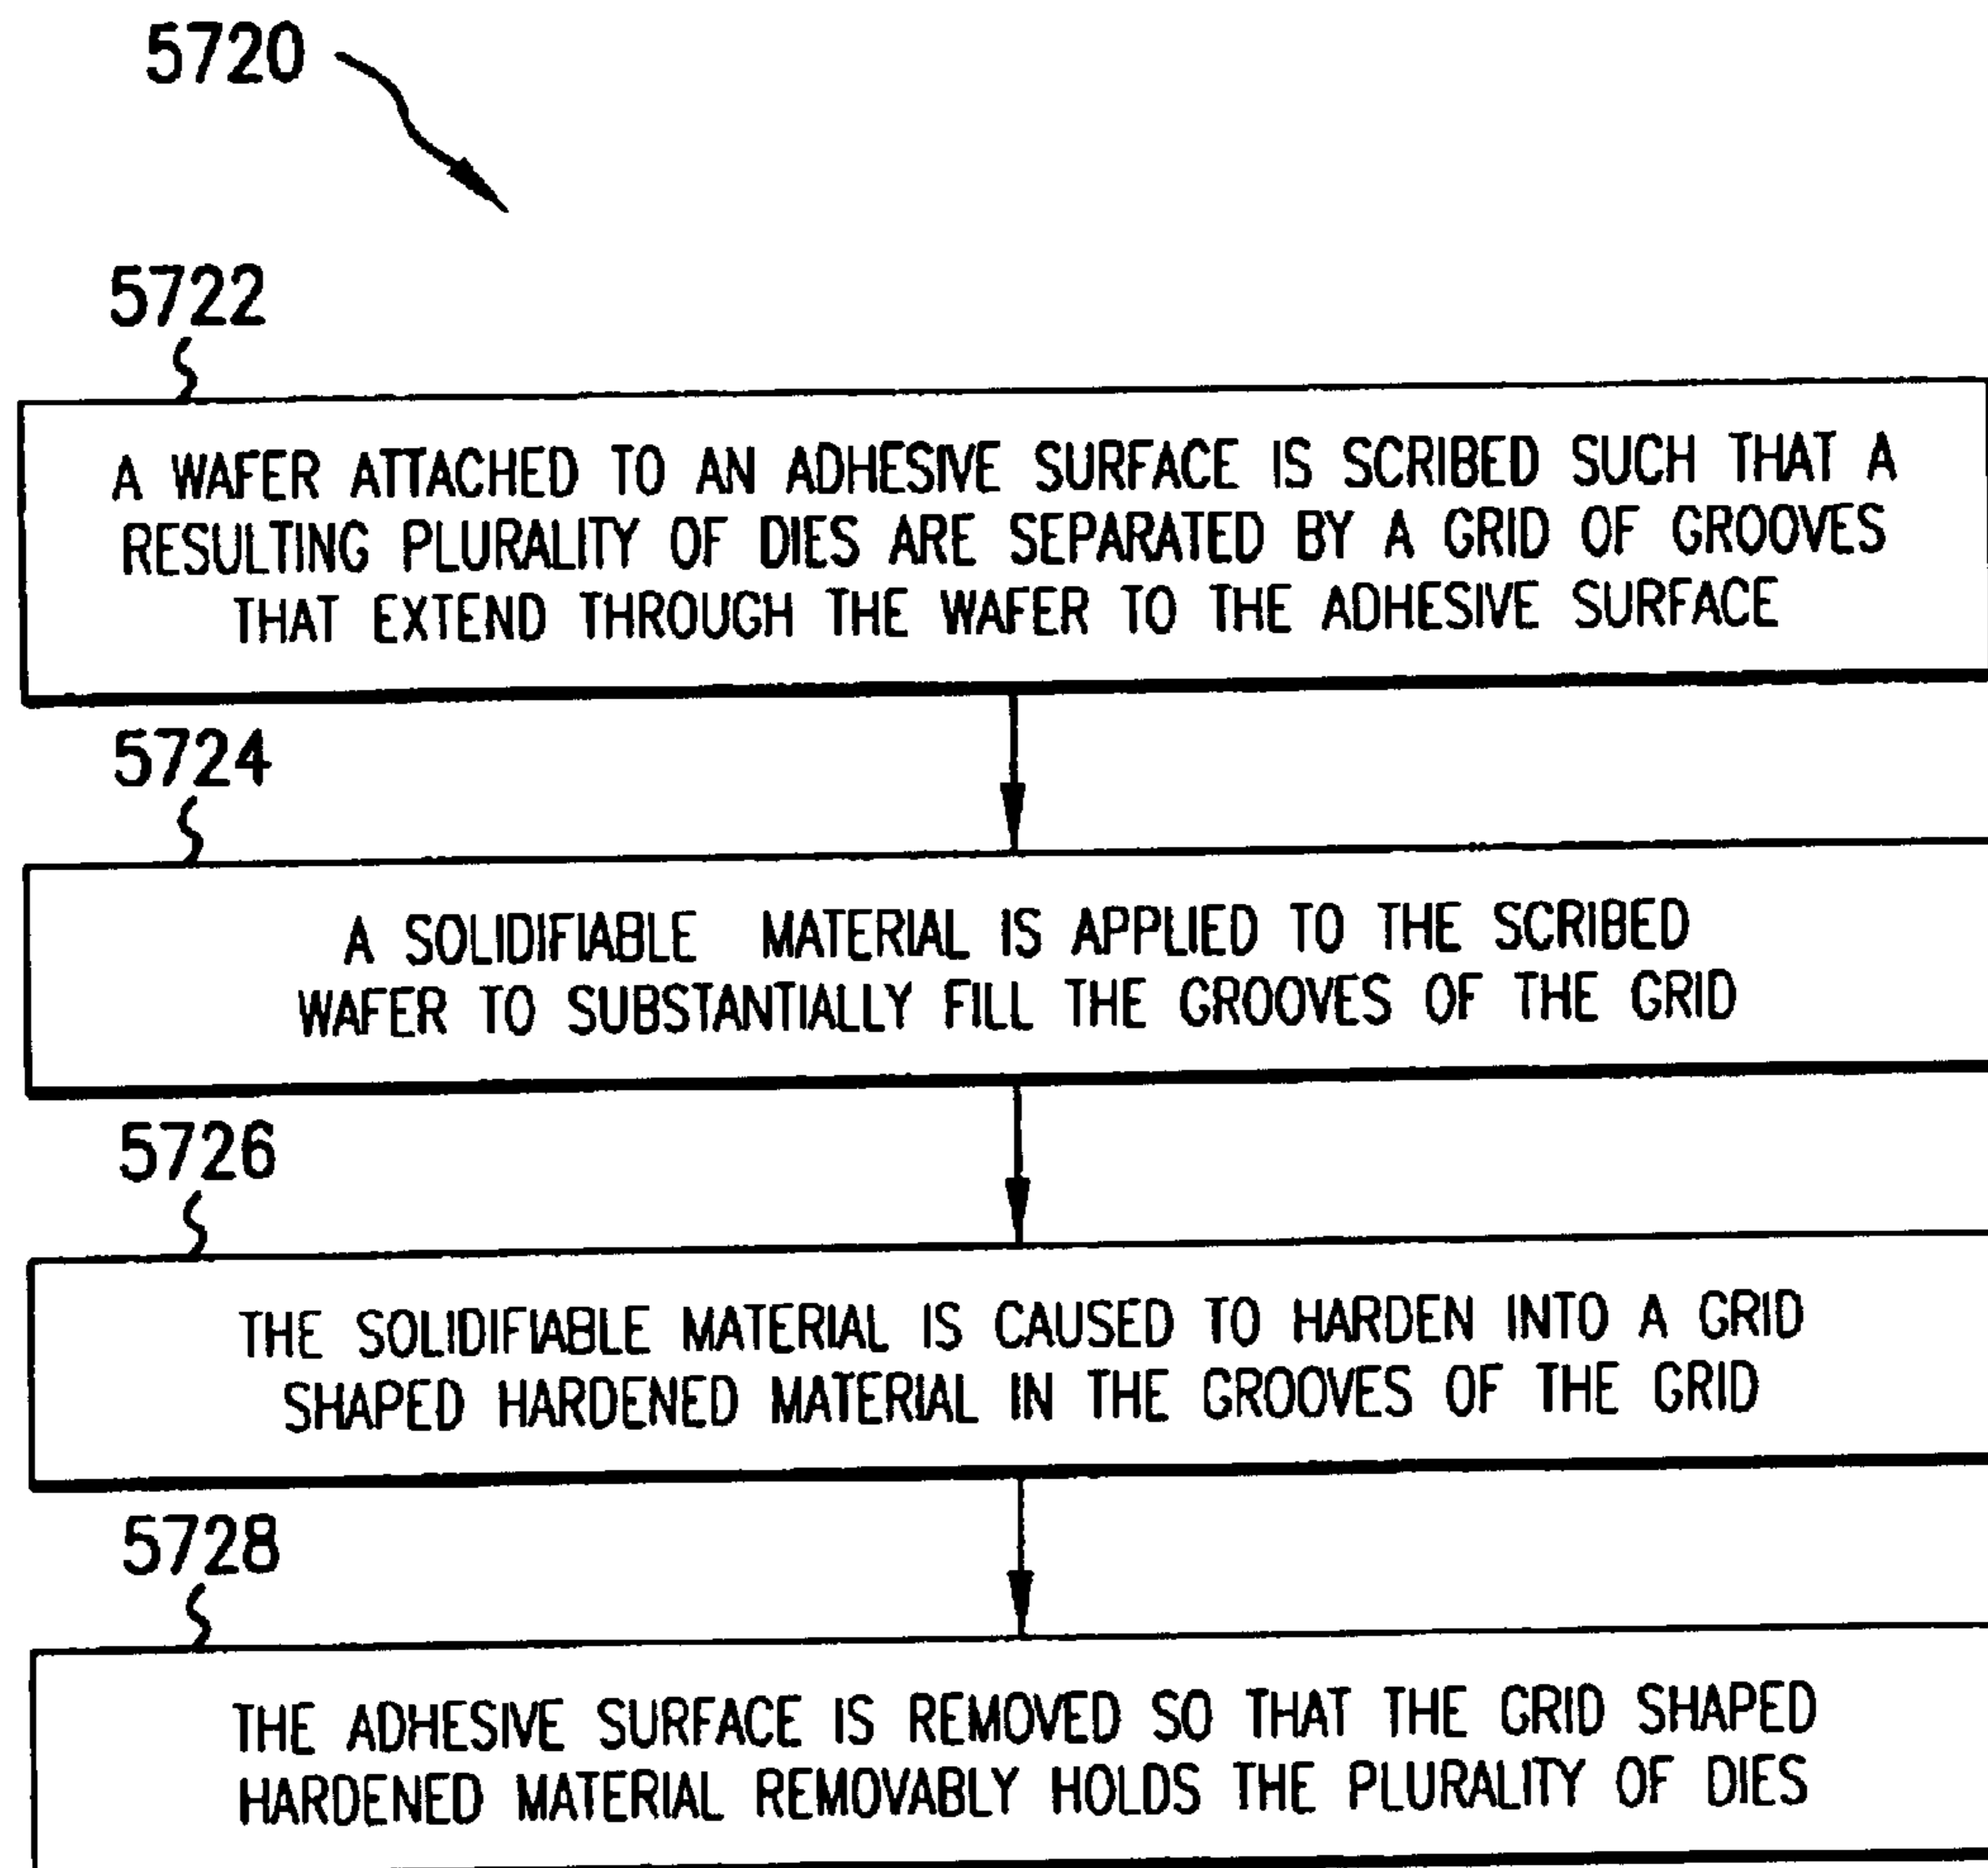 5720
5722
A WAFER ATTACHED TO AN ADHESIVE SURFACE IS SCRIBED SUCH THAT A
RESULTING PLURALITY OF DIES ARE SEPARATED BY A GRID OF GROOVES
THAT EXTEND THROUGH THE WAFER TO THE ADHESIVE SURFACE
5724
A SOLIDIFIABLE MATERIAL IS APPLIED TO THE SCRIBED
WAFER TO SUBSTANTIALLY FILL THE GROOVES OF THE GRID
5726
THE SOLIDIFIABLE MATERIAL IS CAUSED TO HARDEN INTO A GRID
SHAPED HARDENED MATERIAL IN THE GROOVES OF THE GRID
5728
THE ADHESIVE SURFACE IS REMOVED SO THAT THE GRID SHAPED
HARDENED MATERIAL REMOVABLY HOLDS THE PLURALITY OF DIES